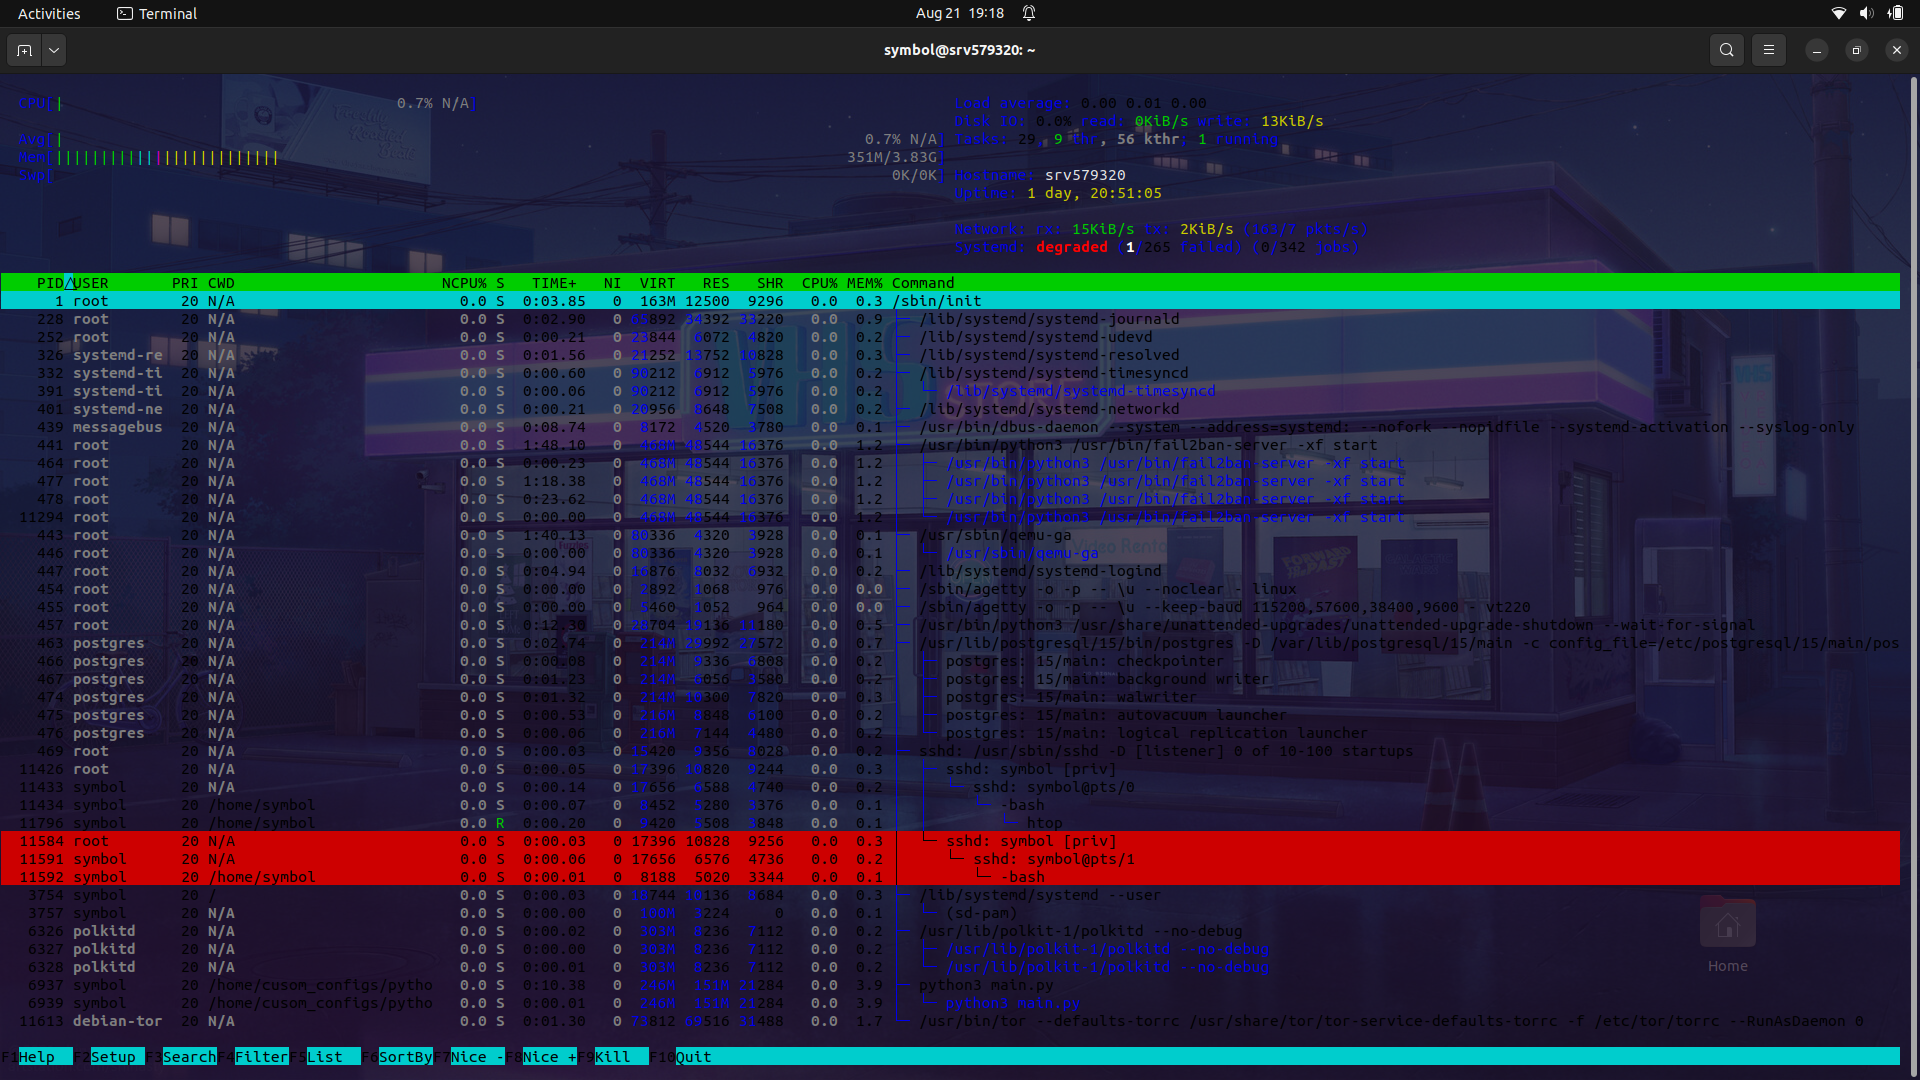 Activities Terminal Aug 21 19:18
symbol@srv579320: ~
CPU[| 0.7% N/A] Load average: 0.00 0.01 0.00
Disk IO: 0.0% read: 0KiB/s write: 13KiB/s
Avg[| 0.7% N/A] Tasks: 29, 9 thr, 56 kthr; 1 running
Mem[||||||||||||||||||||||||| 351M/3.83G]
Swp[ 0K/0K] Hostname: srv579320
Uptime: 1 day, 20:51:05
Network: rx: 15KiB/s tx: 2KiB/s (163/7 pkts/s)
Systemd: degraded (1/265 failed) (0/342 jobs)
PID△USER PRI CWD NCPU% S TIME+ NI VIRT RES SHR CPU% MEM% Command
1 root 20 N/A 0.0 S 0:03.85 0 163M 12500 9296 0.0 0.3 /sbin/init
228 root 20 N/A 0.0 S 0:02.90 0 65892 34392 33220 0.0 0.9 ├─ /lib/systemd/systemd-journald
252 root 20 N/A 0.0 S 0:00.21 0 23844 6072 4820 0.0 0.2 ├─ /lib/systemd/systemd-udevd
326 systemd-re 20 N/A 0.0 S 0:01.56 0 21252 13752 10828 0.0 0.3 ├─ /lib/systemd/systemd-resolved
332 systemd-ti 20 N/A 0.0 S 0:00.60 0 90212 6912 5976 0.0 0.2 ├─ /lib/systemd/systemd-timesyncd
391 systemd-ti 20 N/A 0.0 S 0:00.06 0 90212 6912 5976 0.0 0.2 │ └─ /lib/systemd/systemd-timesyncd
401 systemd-ne 20 N/A 0.0 S 0:00.21 0 20956 8648 7508 0.0 0.2 ├─ /lib/systemd/systemd-networkd
439 messagebus 20 N/A 0.0 S 0:08.74 0 8172 4520 3780 0.0 0.1 ├─ /usr/bin/dbus-daemon --system --address=systemd: --nofork --nopidfile --systemd-activation --syslog-only
441 root 20 N/A 0.0 S 1:48.10 0 468M 48544 16376 0.0 1.2 ├─ /usr/bin/python3 /usr/bin/fail2ban-server -xf start
464 root 20 N/A 0.0 S 0:00.23 0 468M 48544 16376 0.0 1.2 │ ├─ /usr/bin/python3 /usr/bin/fail2ban-server -xf start
477 root 20 N/A 0.0 S 1:18.38 0 468M 48544 16376 0.0 1.2 │ ├─ /usr/bin/python3 /usr/bin/fail2ban-server -xf start
478 root 20 N/A 0.0 S 0:23.62 0 468M 48544 16376 0.0 1.2 │ ├─ /usr/bin/python3 /usr/bin/fail2ban-server -xf start
11294 root 20 N/A 0.0 S 0:00.00 0 468M 48544 16376 0.0 1.2 │ └─ /usr/bin/python3 /usr/bin/fail2ban-server -xf start
443 root 20 N/A 0.0 S 1:40.13 0 80336 4320 3928 0.0 0.1 ├─ /usr/sbin/qemu-ga
446 root 20 N/A 0.0 S 0:00.00 0 80336 4320 3928 0.0 0.1 │ └─ /usr/sbin/qemu-ga
447 root 20 N/A 0.0 S 0:04.94 0 16876 8032 6932 0.0 0.2 ├─ /lib/systemd/systemd-logind
454 root 20 N/A 0.0 S 0:00.00 0 2892 1068 976 0.0 0.0 ├─ /sbin/agetty -o -p -- \u --noclear - linux
455 root 20 N/A 0.0 S 0:00.00 0 5460 1052 964 0.0 0.0 ├─ /sbin/agetty -o -p -- \u --keep-baud 115200,57600,38400,9600 - vt220
457 root 20 N/A 0.0 S 0:12.30 0 28704 19136 11180 0.0 0.5 ├─ /usr/bin/python3 /usr/share/unattended-upgrades/unattended-upgrade-shutdown --wait-for-signal
463 postgres 20 N/A 0.0 S 0:02.74 0 214M 29992 27572 0.0 0.7 ├─ /usr/lib/postgresql/15/bin/postgres -D /var/lib/postgresql/15/main -c config_file=/etc/postgresql/15/main/pos
466 postgres 20 N/A 0.0 S 0:00.08 0 214M 9336 6808 0.0 0.2 │ ├─ postgres: 15/main: checkpointer
467 postgres 20 N/A 0.0 S 0:01.23 0 214M 6056 3580 0.0 0.2 │ ├─ postgres: 15/main: background writer
474 postgres 20 N/A 0.0 S 0:01.32 0 214M 10300 7820 0.0 0.3 │ ├─ postgres: 15/main: walwriter
475 postgres 20 N/A 0.0 S 0:00.53 0 216M 8848 6100 0.0 0.2 │ ├─ postgres: 15/main: autovacuum launcher
476 postgres 20 N/A 0.0 S 0:00.06 0 216M 7144 4480 0.0 0.2 │ └─ postgres: 15/main: logical replication launcher
469 root 20 N/A 0.0 S 0:00.03 0 15420 9356 8028 0.0 0.2 ├─ sshd: /usr/sbin/sshd -D [listener] 0 of 10-100 startups
11426 root 20 N/A 0.0 S 0:00.05 0 17396 10820 9244 0.0 0.3 │ ├─ sshd: symbol [priv]
11433 symbol 20 N/A 0.0 S 0:00.14 0 17656 6588 4740 0.0 0.2 │ │ └─ sshd: symbol@pts/0
11434 symbol 20 /home/symbol 0.0 S 0:00.07 0 8452 5280 3376 0.0 0.1 │ │ └─ -bash
11796 symbol 20 /home/symbol 0.0 R 0:00.20 0 9420 5508 3848 0.0 0.1 │ │ └─ htop
11584 root 20 N/A 0.0 S 0:00.03 0 17396 10828 9256 0.0 0.3 │ └─ sshd: symbol [priv]
11591 symbol 20 N/A 0.0 S 0:00.06 0 17656 6576 4736 0.0 0.2 │ └─ sshd: symbol@pts/1
11592 symbol 20 /home/symbol 0.0 S 0:00.01 0 8188 5020 3344 0.0 0.1 │ └─ -bash
3754 symbol 20 / 0.0 S 0:00.03 0 18744 10136 8684 0.0 0.3 ├─ /lib/systemd/systemd --user
3757 symbol 20 N/A 0.0 S 0:00.00 0 100M 3224 0 0.0 0.1 │ └─ (sd-pam)
6326 polkitd 20 N/A 0.0 S 0:00.02 0 303M 8236 7112 0.0 0.2 ├─ /usr/lib/polkit-1/polkitd --no-debug
6327 polkitd 20 N/A 0.0 S 0:00.00 0 303M 8236 7112 0.0 0.2 │ ├─ /usr/lib/polkit-1/polkitd --no-debug
6328 polkitd 20 N/A 0.0 S 0:00.01 0 303M 8236 7112 0.0 0.2 │ └─ /usr/lib/polkit-1/polkitd --no-debug
6937 symbol 20 /home/cusom_configs/pytho 0.0 S 0:10.38 0 246M 151M 21284 0.0 3.9 ├─ python3 main.py
6939 symbol 20 /home/cusom_configs/pytho 0.0 S 0:00.01 0 246M 151M 21284 0.0 3.9 │ └─ python3 main.py
11613 debian-tor 20 N/A 0.0 S 0:01.30 0 73812 69516 31488 0.0 1.7 └─ /usr/bin/tor --defaults-torrc /usr/share/tor/tor-service-defaults-torrc -f /etc/tor/torrc --RunAsDaemon 0
Home
F1Help F2Setup F3Search F4Filter F5List F6SortBy F7Nice - F8Nice + F9Kill F10Quit